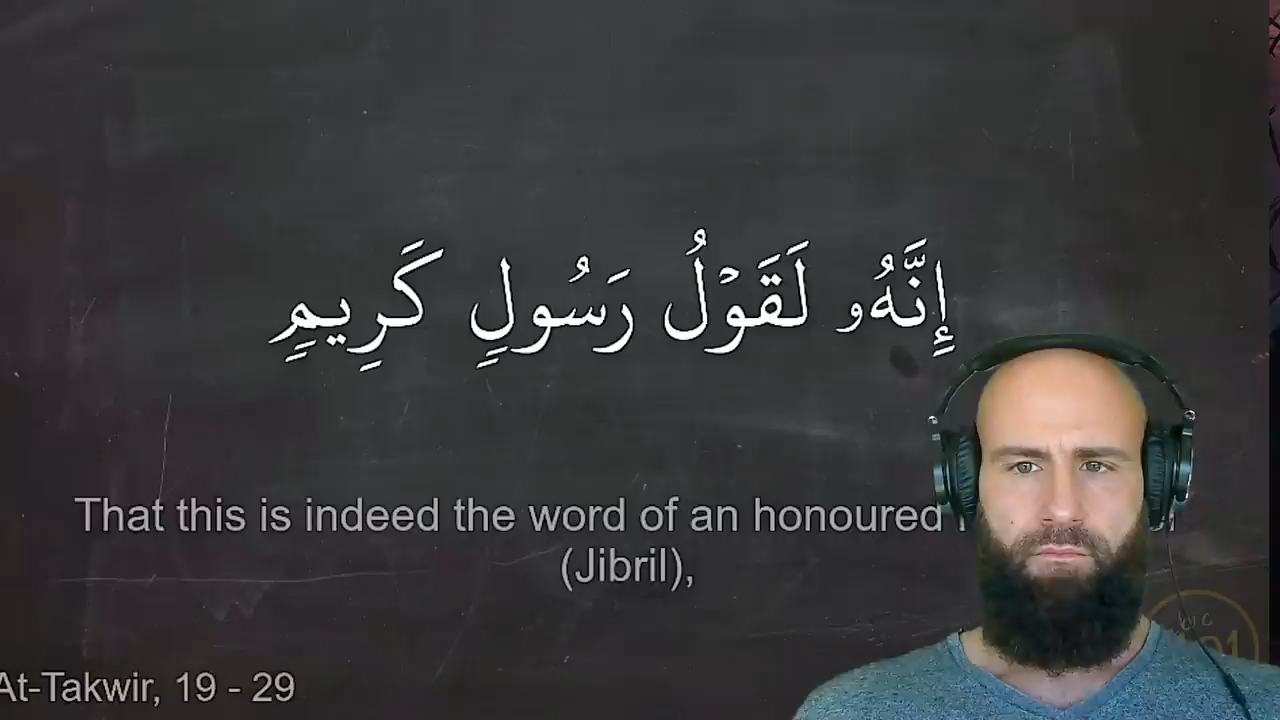 إِنَّهُۥ لَقَوْلُ رَسُولٍ كَرِيمٍ
That this is indeed the word of an honoured
(Jibril),
At-Takwir, 19 - 29